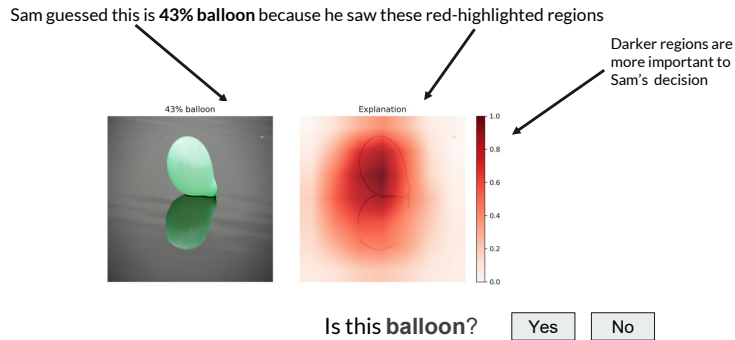 Sam guessed this is 43% balloon because he saw these red-highlighted regions
Darker regions are
more important to
Sam's decision
43% balloon
Explanation
1.0
0.8
0.6
0.4
0.2
0.0
Is this balloon?
Yes
No